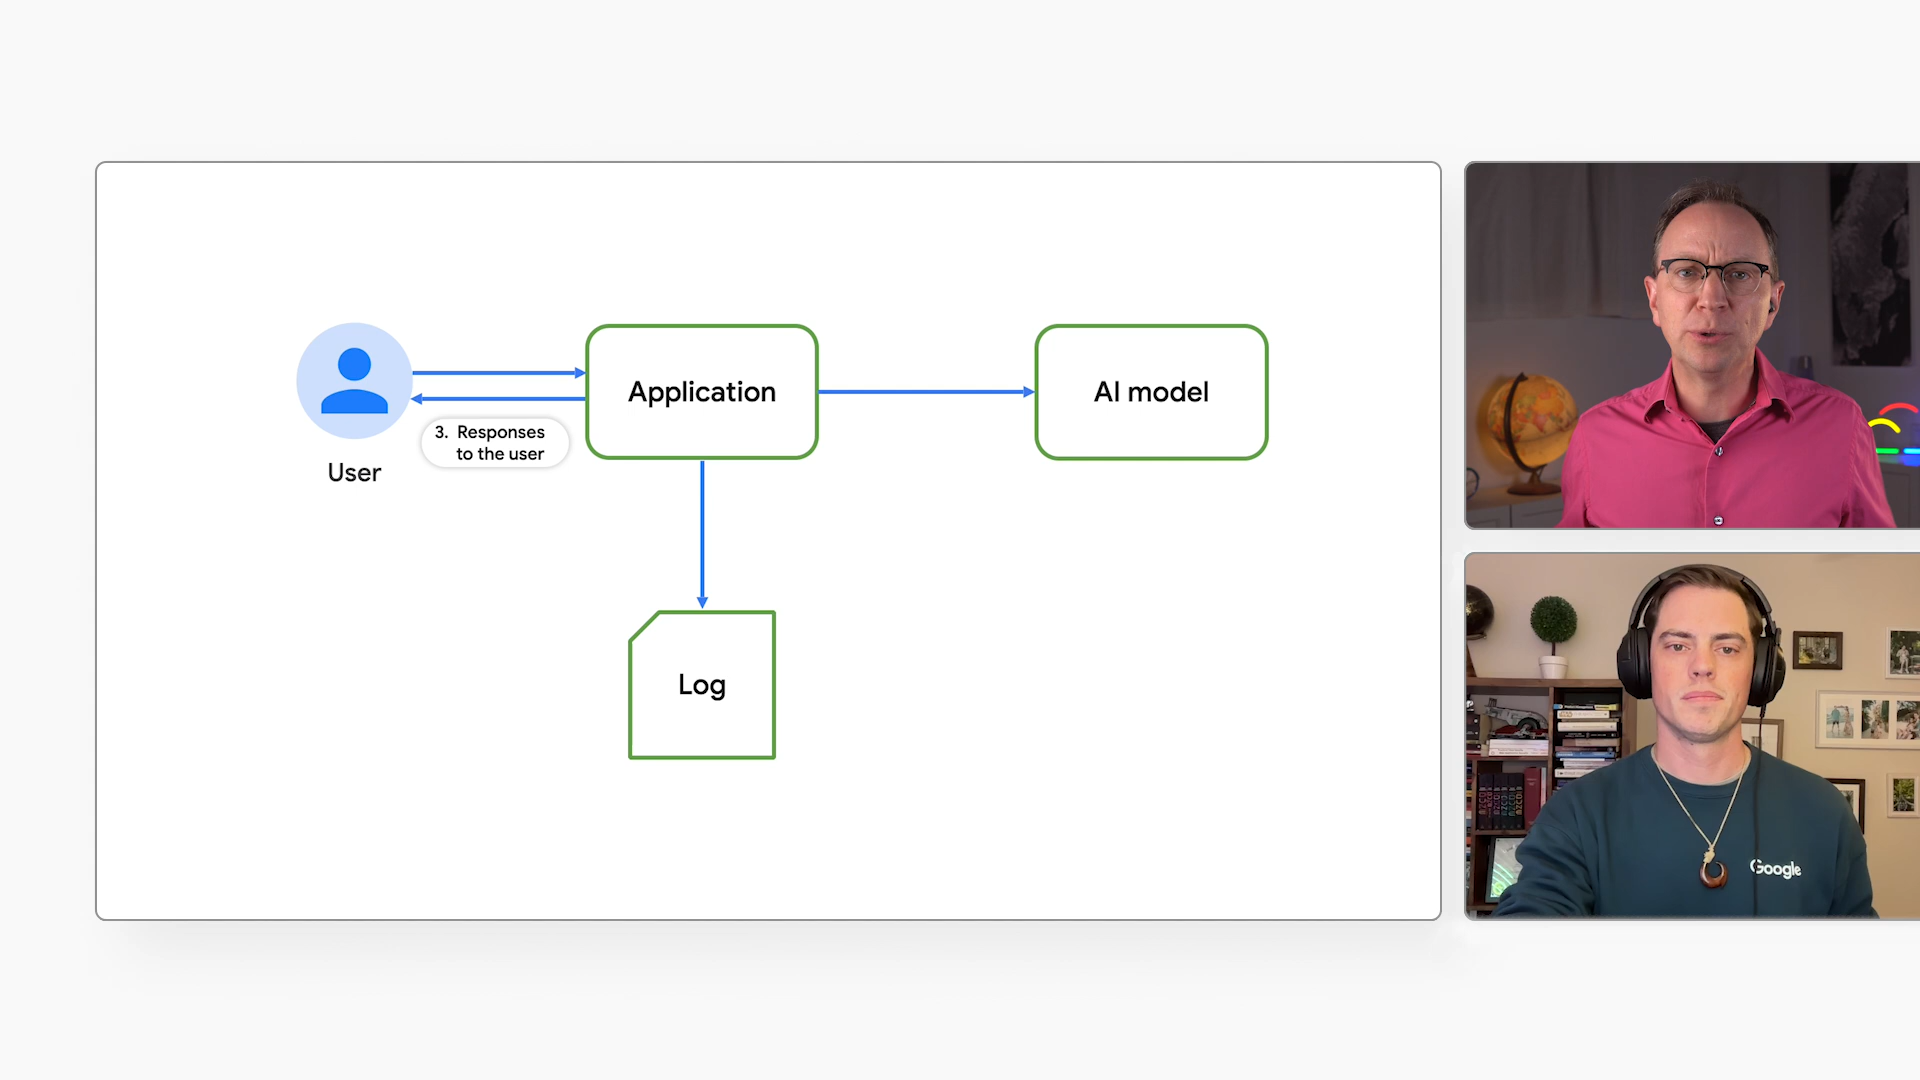 User
3. Responses
to the user
Application
AI model
Log
Google